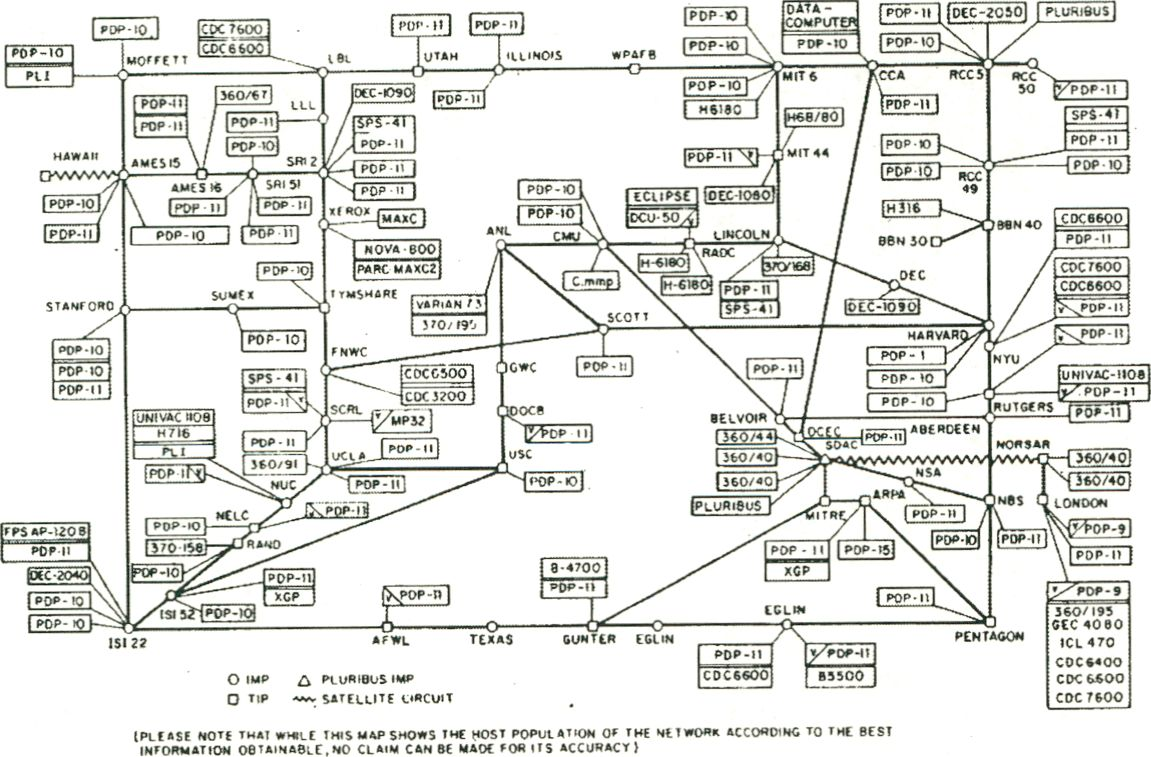 PDP-10
CDC 7600
CDC 6600
PDP-11
PDP-11
PDP-10
DATA-
COMPUTER
PDP-10
PDP-11
DEC-2050
PLURIBUS
PDP-10
PLI
MOFFETT
LBL
UTAH
ILLINOIS
WPAFB
PDP-10
PDP-10
H6180
MIT 6
CCA
PDP-10
RCC 5
RCC
50
PDP-11
PDP-11
PDP-11
PDP-11
PDP-11
360/67
LLL
PDP-11
DEC-1090
SPS-41
PDP-11
PDP-11
PDP-11
H68/80
PDP-11
MIT 44
DEC-1080
PDP-10
PDP-10
RCC
49
SPS-41
PDP-11
PDP-10
HAWAII
AMES 15
AMES 16
PDP-10
SRI 51
SRI 2
PDP-10
PDP-11
PDP-10
PDP-11
PDP-11
PDP-11
XEROX
MAXC
NOVA-800
PARC MAXC2
PDP-10
PDP-10
ECLIPSE
DCU-50
H316
BBN 40
BBN 30
CDC6600
PDP-11
CDC7600
CDC6600
PDP-11
PDP-11
ANL
CMU
C.mmp
RADC
H-6180
H-6180
LINCOLN
370/168
PDP-11
SPS-41
DEC
DEC-1090
STANFORD
SUMEX
PDP-10
TYMSHARE
PDP-10
PDP-10
PDP-10
PDP-11
VARIAN 73
370/195
SCOTT
PDP-11
HARVARD
PDP-1
PDP-10
PDP-10
NYU
UNIVAC-1108
PDP-11
RUTGERS
PDP-11
FNWC
CDC6500
CDC3200
GWC
PDP-11
SPS-41
PDP-11
SCRL
MP32
DOCB
PDP-11
BELVOIR
ABERDEEN
UNIVAC 1108
H716
PLI
PDP-11
PDP-11
360/91
UCLA
PDP-11
PDP-11
USC
PDP-10
360/44
360/40
360/40
PLURIBUS
DCEC
PDP-11
SDAC
NORSAR
360/40
360/40
NUC
NELC
PDP-10
PDP-11
370-158
RAND
PDP-10
MITRE
ARPA
NSA
PDP-11
NBS
PDP-10
PDP-11
LONDON
PDP-9
PDP-11
PDP-11
XGP
PDP-15
FPS AP-120B
PDP-11
DEC-2040
PDP-10
PDP-10
ISI 22
ISI 52
PDP-11
XGP
PDP-10
PDP-11
AFWL
TEXAS
B-4700
PDP-11
GUNTER
EGLIN
EGLIN
PDP-11
CDC6600
PDP-11
B5500
PDP-11
PENTAGON
PDP-9
360/195
GEC 4080
ICL 470
CDC6400
CDC6600
CDC7600
IMP
PLURIBUS IMP
TIP
SATELLITE CIRCUIT
(PLEASE NOTE THAT WHILE THIS MAP SHOWS THE HOST POPULATION OF THE NETWORK ACCORDING TO THE BEST
INFORMATION OBTAINABLE, NO CLAIM CAN BE MADE FOR ITS ACCURACY)